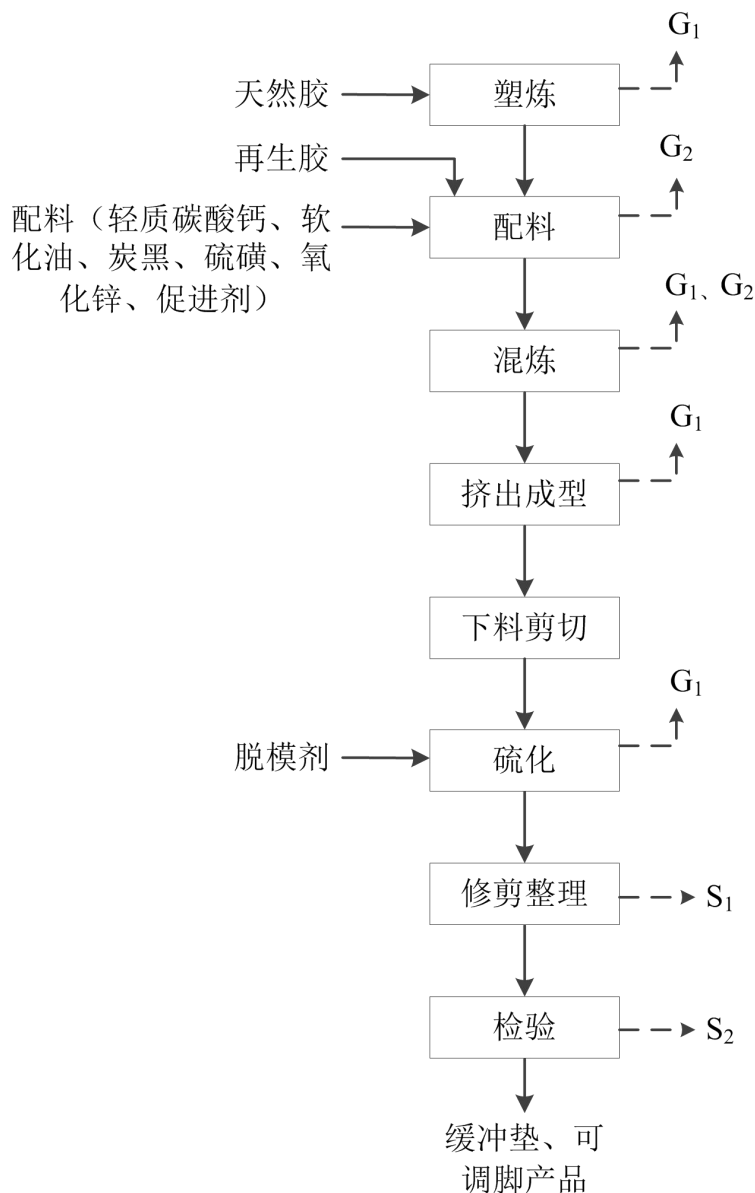 G₁
天然胶
塑炼
再生胶
G₂
配料（轻质碳酸钙、软
化油、炭黑、硫磺、氧
化锌、促进剂）
配料
G₁、G₂
混炼
G₁
挤出成型
下料剪切
G₁
脱模剂
硫化
修剪整理
S₁
检验
S₂
缓冲垫、可
调脚产品